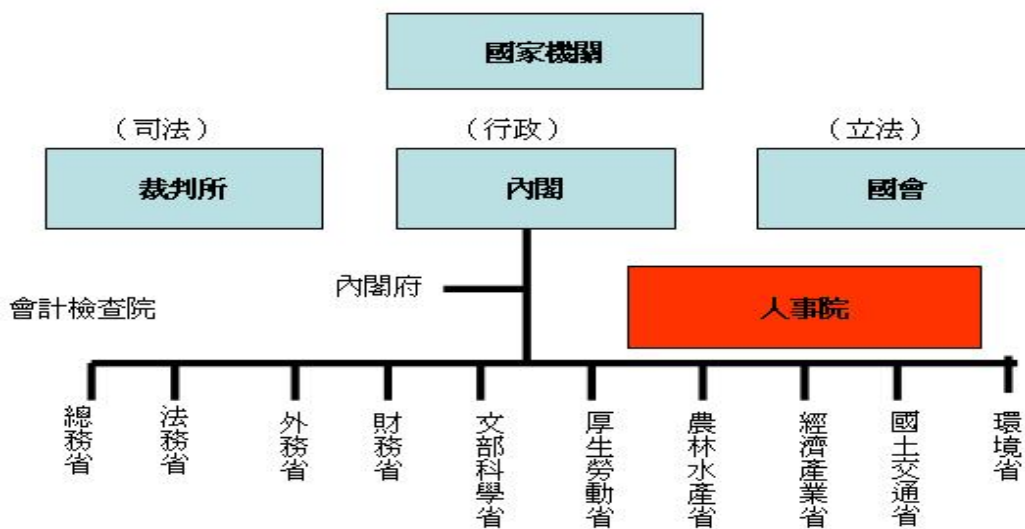 國家機關
（司法）
（行政）
（立法）
裁判所
內閣
國會
內閣府
會計檢查院
人事院
總務省
法務省
外務省
財務省
文部科學省
厚生勞動省
農林水產省
經濟產業省
國土交通省
環境省